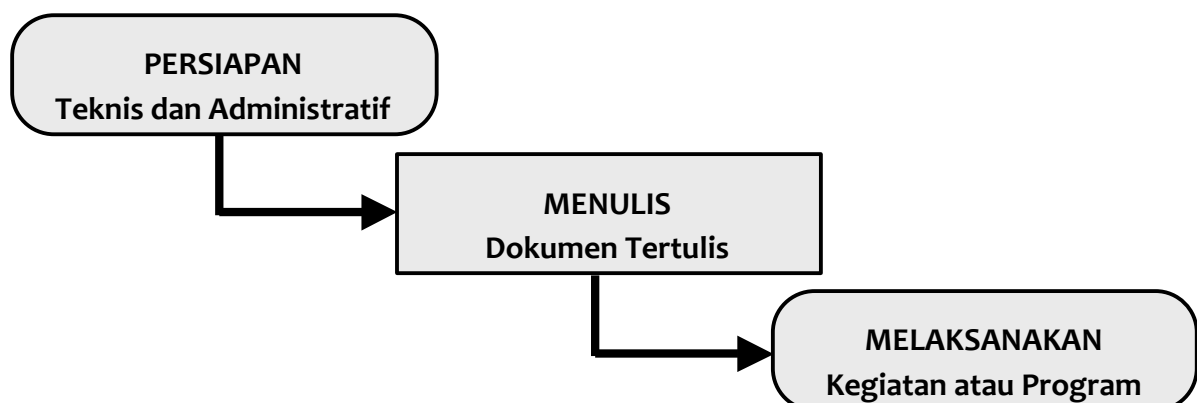 PERSIAPAN
Teknis dan Administratif
MENULIS
Dokumen Tertulis
MELAKSANAKAN
Kegiatan atau Program